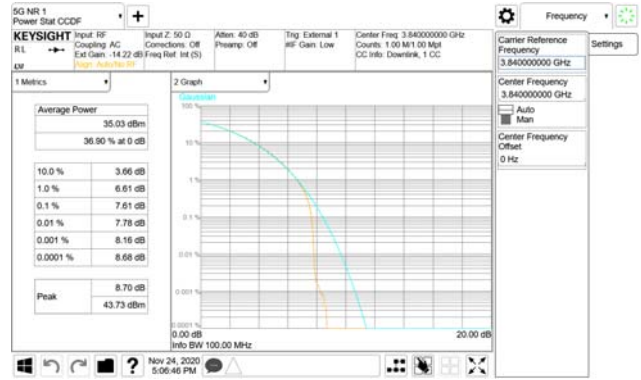 5G NR 1
Power Stat CCDF
Frequency
KEYSIGHT
RL
Input: RF
Coupling: AC
Ext Gain: -14.22 dB
Align: Auto/No RF
Input Z: 50 Ω
Corrections: Off
Freq Ref: Int (S)
Atten: 40 dB
Preamp: Off
Trig: External 1
#IF Gain: Low
Center Freq: 3.840000000 GHz
Counts: 1.00 M/1.00 Mpt
CC Info: Downlink, 1 CC
Carrier Reference
Frequency
3.840000000 GHz
Settings
Center Frequency
3.840000000 GHz
Auto
Man
Center Frequency
Offset
0 Hz
1 Metrics
Average Power
35.03 dBm
36.90 % at 0 dB
10.0 % 3.66 dB
1.0 % 6.61 dB
0.1 % 7.61 dB
0.01 % 7.78 dB
0.001 % 8.16 dB
0.0001 % 8.68 dB
Peak
8.70 dB
43.73 dBm
2 Graph
Gaussian
100 %
10 %
1 %
0.1 %
0.01 %
0.001 %
0.0001 %
0.00 dB
20.00 dB
Info BW 100.00 MHz
?
Nov 24, 2020
5:06:46 PM